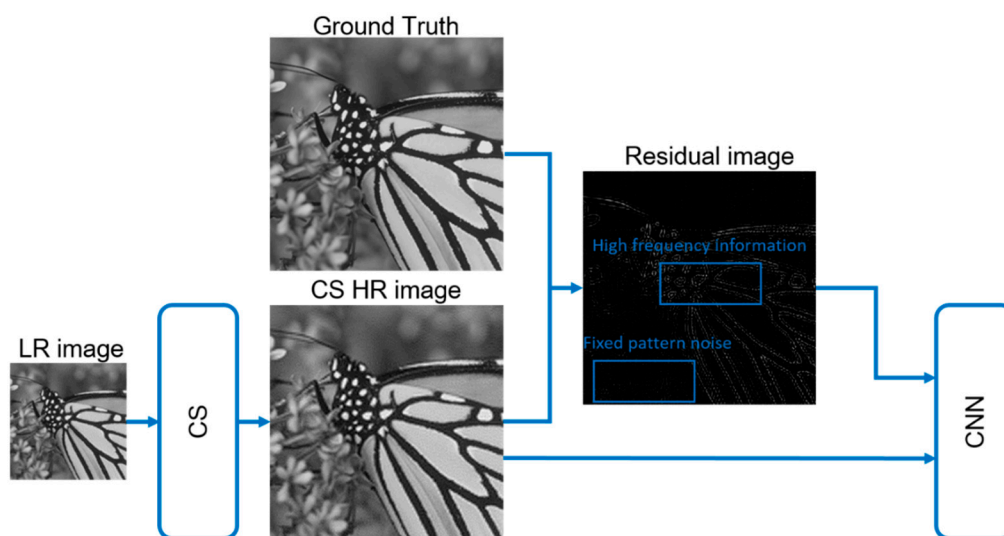 Ground Truth
Residual image
High frequency information
CS HR image
LR image
Fixed pattern noise
CS
CNN